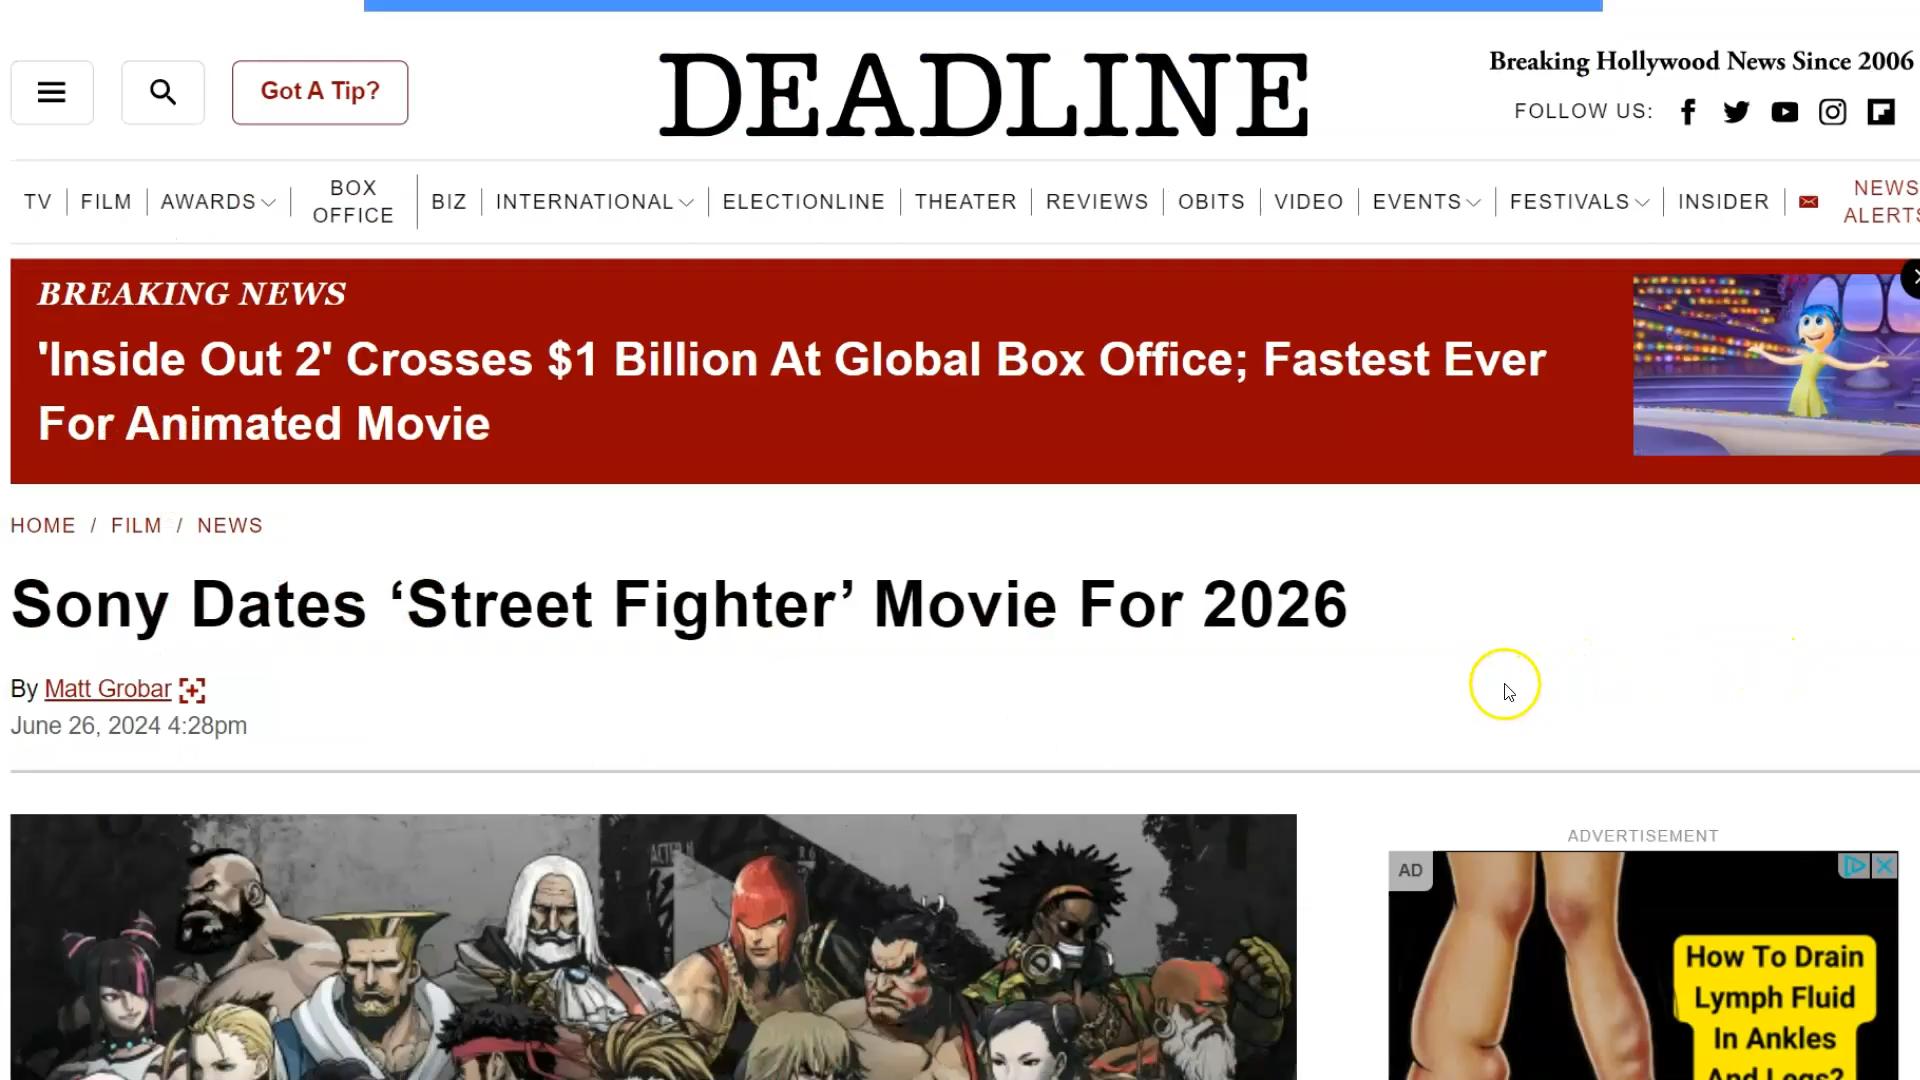 DEADLINE
Breaking Hollywood News Since 2006
Got A Tip?
FOLLOW US:
TV
FILM
AWARDS
BOX
OFFICE
BIZ
INTERNATIONAL
ELECTIONLINE
THEATER
REVIEWS
OBITS
VIDEO
EVENTS
FESTIVALS
INSIDER
NEWS
ALERTS
BREAKING NEWS
'Inside Out 2' Crosses $1 Billion At Global Box Office; Fastest Ever
For Animated Movie
HOME / FILM / NEWS
Sony Dates ‘Street Fighter’ Movie For 2026
By Matt Grobar
June 26, 2024 4:28pm
ADVERTISEMENT
AD
How To Drain
Lymph Fluid
In Ankles
And Legs?